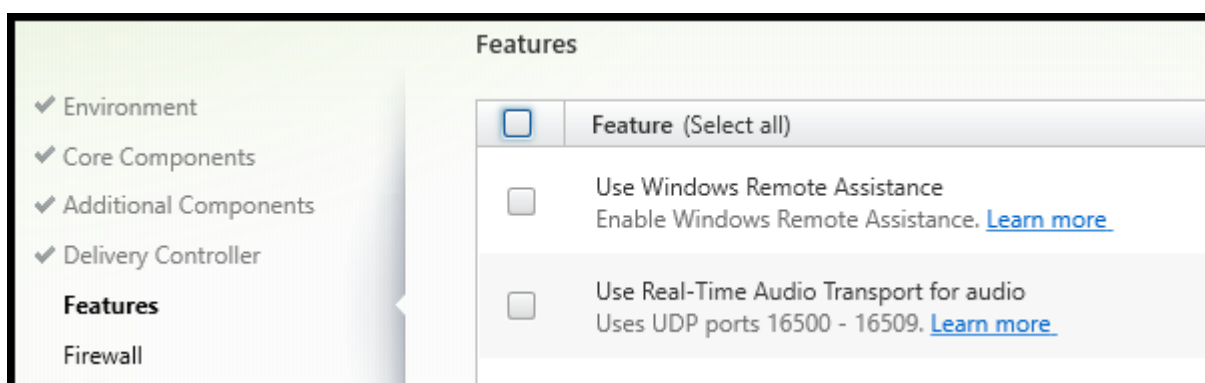 Features
Environment
Core Components
Additional Components
Delivery Controller
Features
Firewall
Feature (Select all)
Use Windows Remote Assistance
Enable Windows Remote Assistance. Learn more
Use Real-Time Audio Transport for audio
Uses UDP ports 16500 - 16509. Learn more